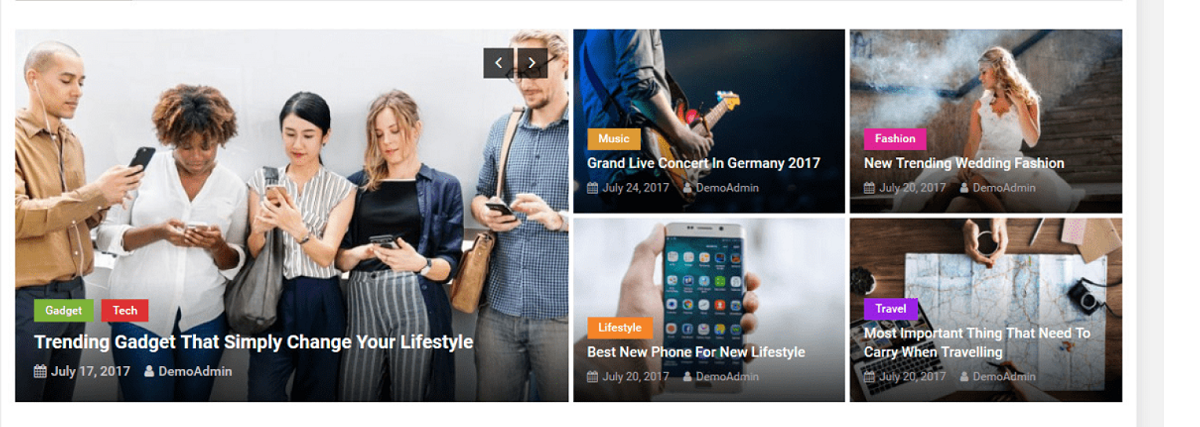 Gadget Tech
Trending Gadget That Simply Change Your Lifestyle
July 17, 2017 DemoAdmin
Music
Grand Live Concert In Germany 2017
July 24, 2017 DemoAdmin
Fashion
New Trending Wedding Fashion
July 20, 2017 DemoAdmin
Lifestyle
Best New Phone For New Lifestyle
July 20, 2017 DemoAdmin
Travel
Most Important Thing That Need To
Carry When Travelling
July 20, 2017 DemoAdmin